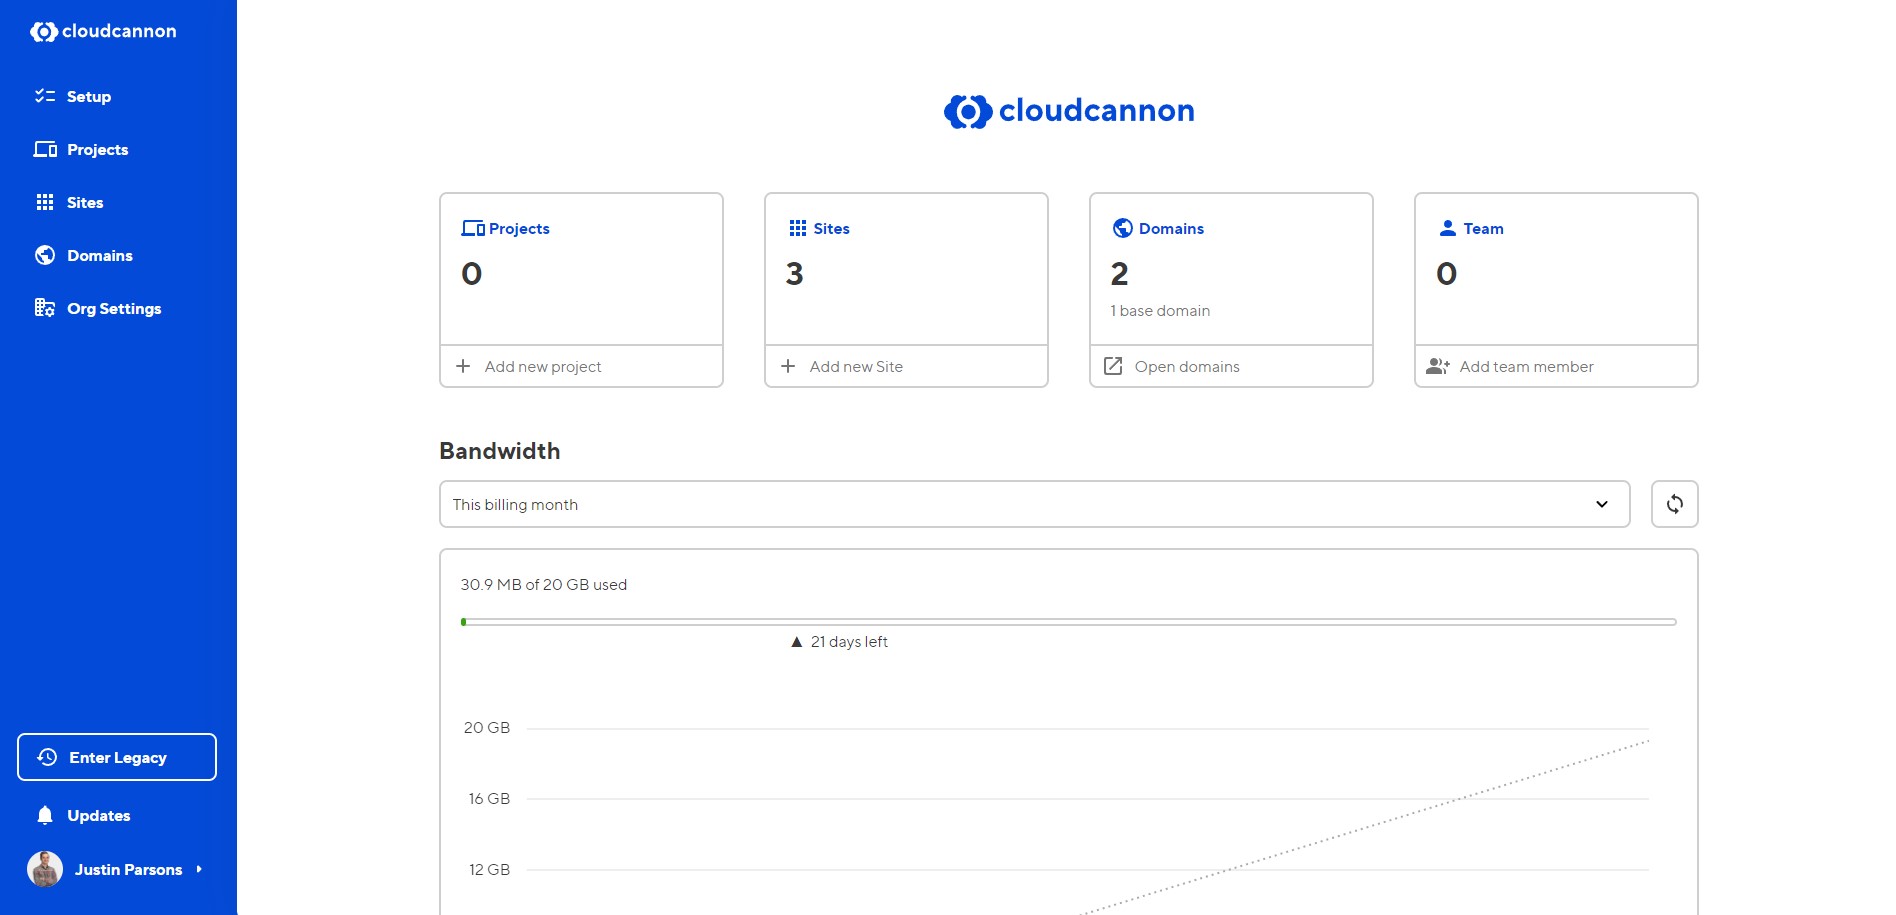 cloudcannon
Setup
Projects
Sites
Domains
Org Settings
Enter Legacy
Updates
Justin Parsons
cloudcannon
Projects
0
Add new project
Sites
3
Add new Site
Domains
2
1 base domain
Open domains
Team
0
Add team member
Bandwidth
This billing month
30.9 MB of 20 GB used
▲ 21 days left
20 GB
16 GB
12 GB